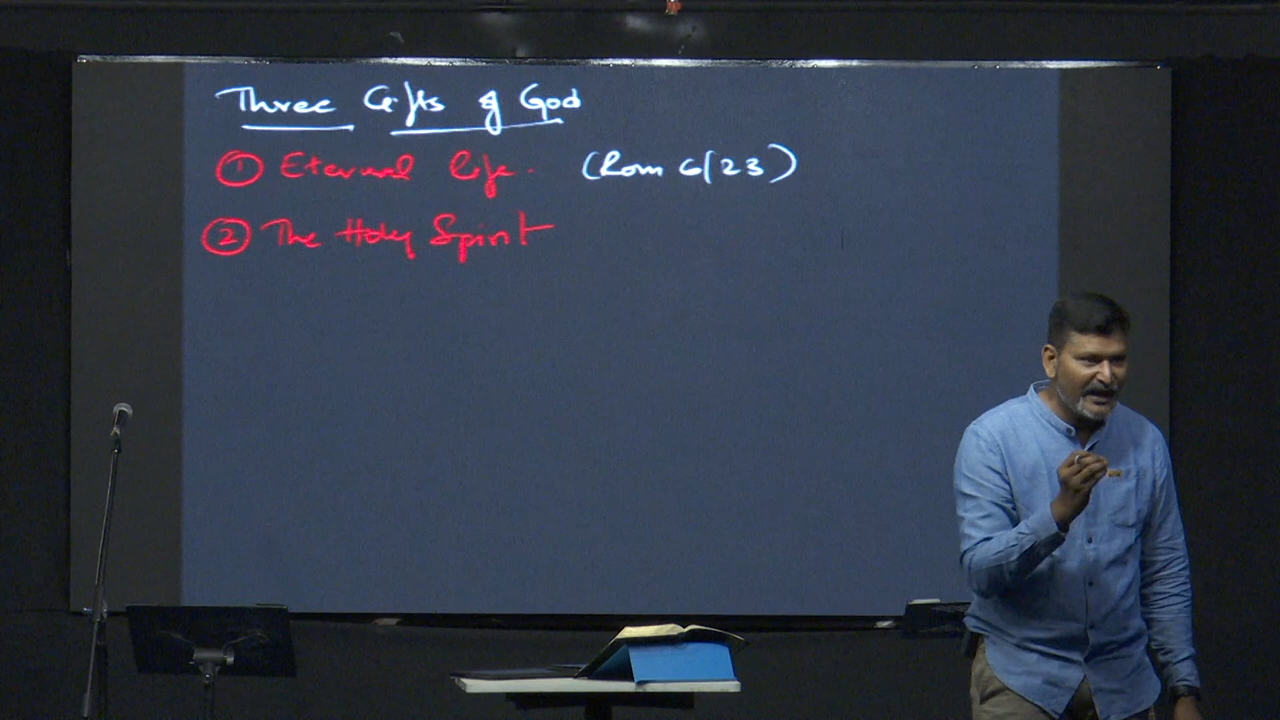 Three Gifts of God
① Eternal life. (Rom 6/23)
② The Holy Spirit